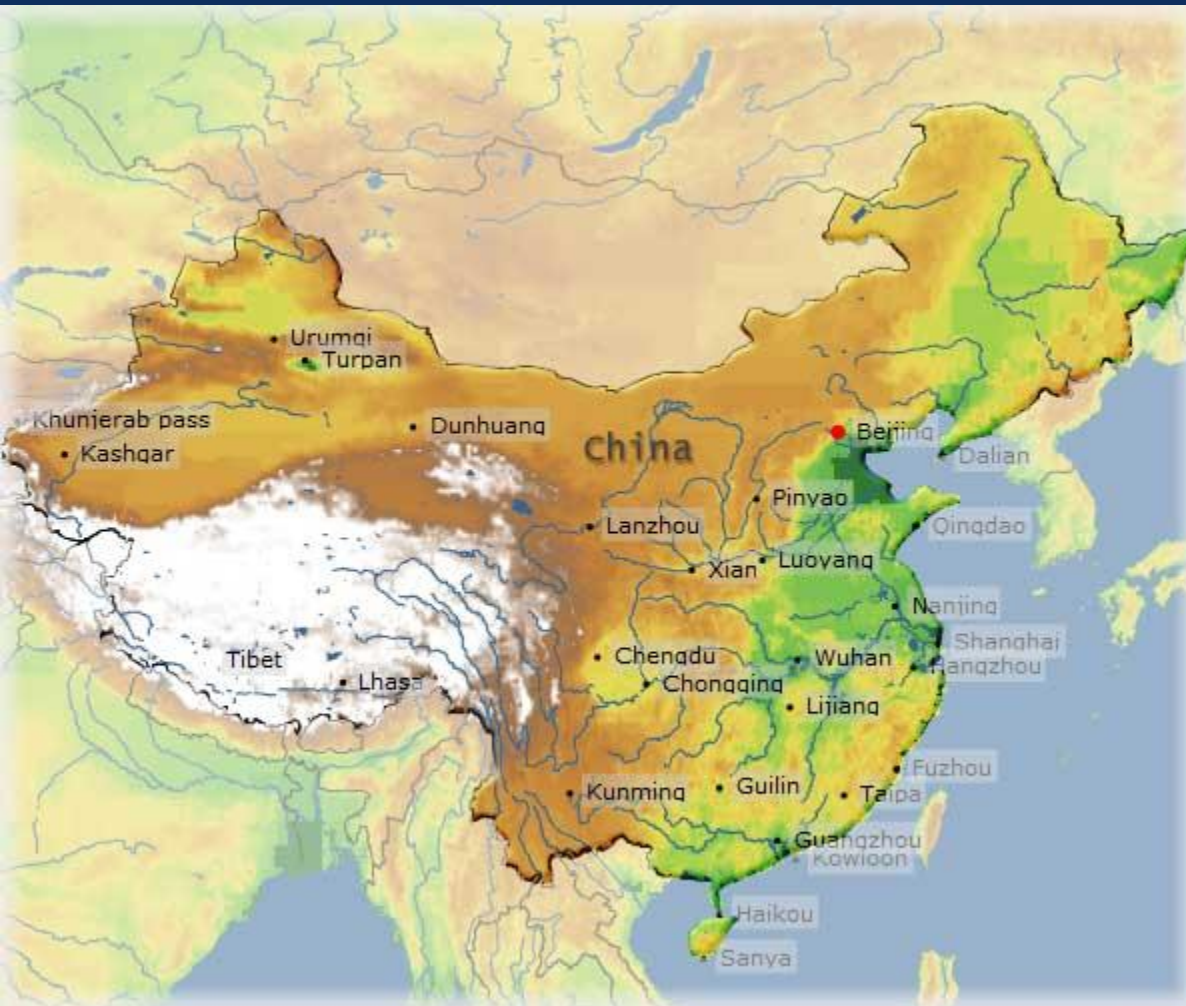 Urumqi
Turpan
Khunjerab pass
Dunhuang
Beijing
China
Kashgar
Dalian
Pinyao
Lanzhou
Qingdao
Luoyang
Xian
Nanjing
Shanghai
Chengdu
Wuhan
Hangzhou
Tibet
Lhasa
Chongqing
Lijiang
Fuzhou
Guilin
Kunming
Taipa
Guangzhou
Kowloon
Haikou
Sanya